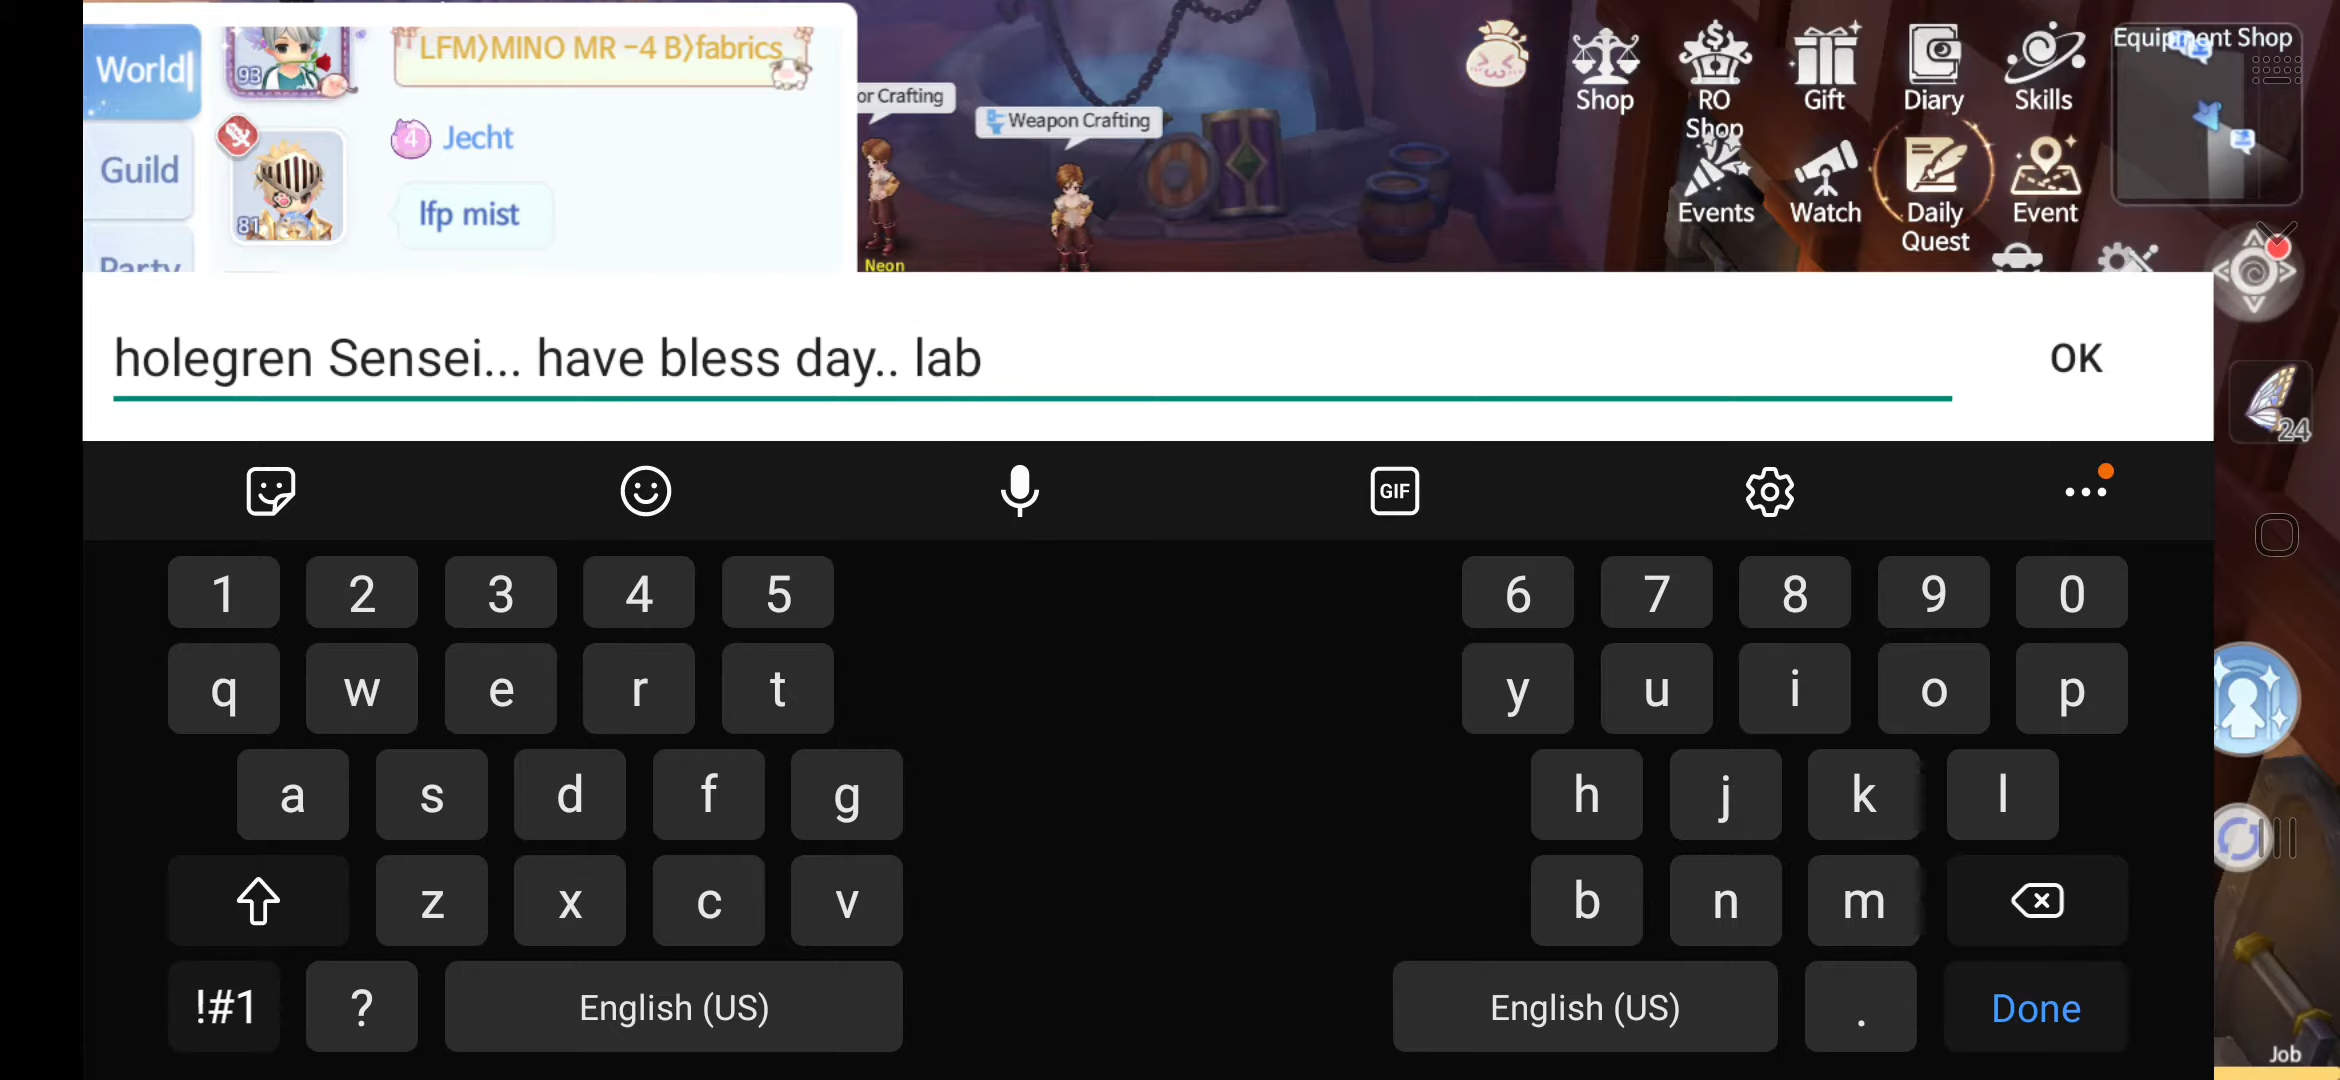 World
93
LFM〉MINO MR -4 B〉fabrics
Guild
4 Jecht
81
lfp mist
Party
or Crafting
Weapon Crafting
Neon
Shop
RO Shop
Gift
Diary
Skills
Equipment Shop
Events
Watch
Daily Quest
Event
holegren Sensei... have bless day.. lab
OK
24
GIF
1 2 3 4 5 6 7 8 9 0
q w e r t y u i o p
a s d f g h j k l
z x c v b n m
!#1 ? English (US) English (US) . Done
Job